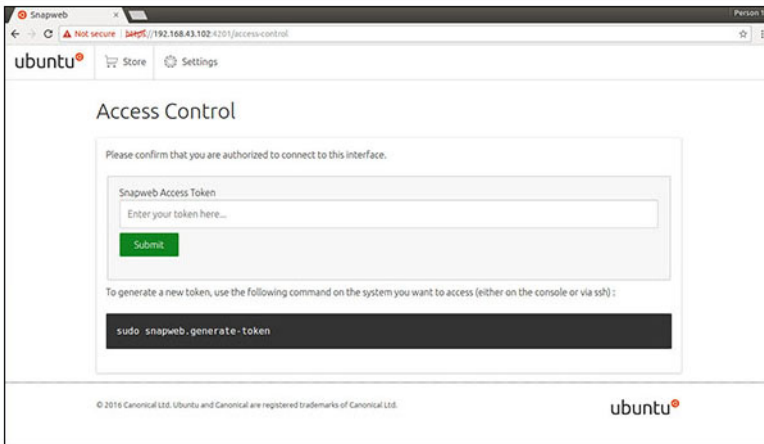 Snapweb
Person 1
Not secure | https://192.168.43.102:4201/access-control
ubuntu
Store
Settings
Access Control
Please confirm that you are authorized to connect to this interface.
Snapweb Access Token
Enter your token here...
Submit
To generate a new token, use the following command on the system you want to access (either on the console or via ssh) :
sudo snapweb.generate-token
© 2016 Canonical Ltd. Ubuntu and Canonical are registered trademarks of Canonical Ltd.
ubuntu